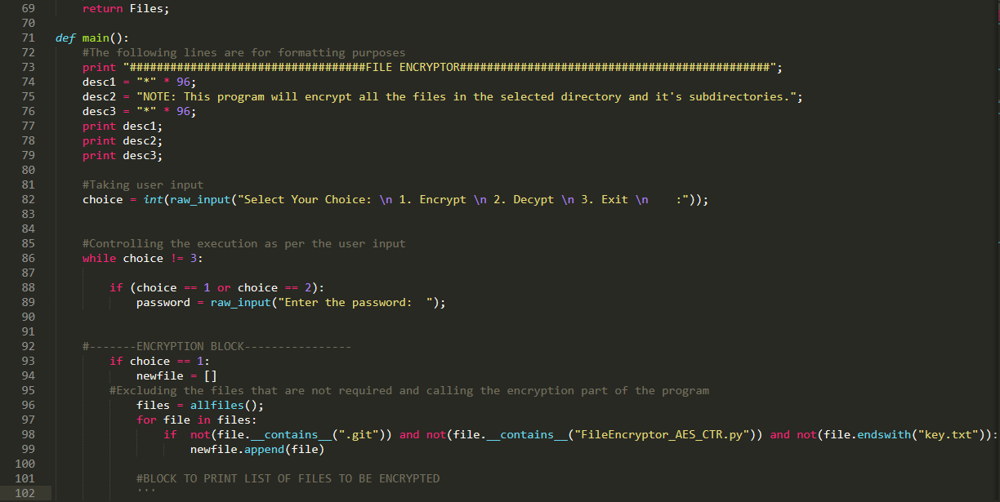 69 return Files;
70
71 def main():
72 #The following lines are for formatting purposes
73 print "###################################FILE ENCRYPTOR##############################################";
74 desc1 = "*" * 96;
75 desc2 = "NOTE: This program will encrypt all the files in the selected directory and it's subdirectories.";
76 desc3 = "*" * 96;
77 print desc1;
78 print desc2;
79 print desc3;
80
81 #Taking user input
82 choice = int(raw_input("Select Your Choice: \n 1. Encrypt \n 2. Decypt \n 3. Exit \n    :"));
83
84
85 #Controlling the execution as per the user input
86 while choice != 3:
87
88 if (choice == 1 or choice == 2):
89 password = raw_input("Enter the password:  ");
90
91
92 #-------ENCRYPTION BLOCK----------------
93 if choice == 1:
94 newfile = []
95 #Excluding the files that are not required and calling the encryption part of the program
96 files = allfiles();
97 for file in files:
98 if  not(file.__contains__(".git")) and not(file.__contains__("FileEncryptor_AES_CTR.py")) and not(file.endswith("key.txt")):
99 newfile.append(file)
100
101 #BLOCK TO PRINT LIST OF FILES TO BE ENCRYPTED
102 '''